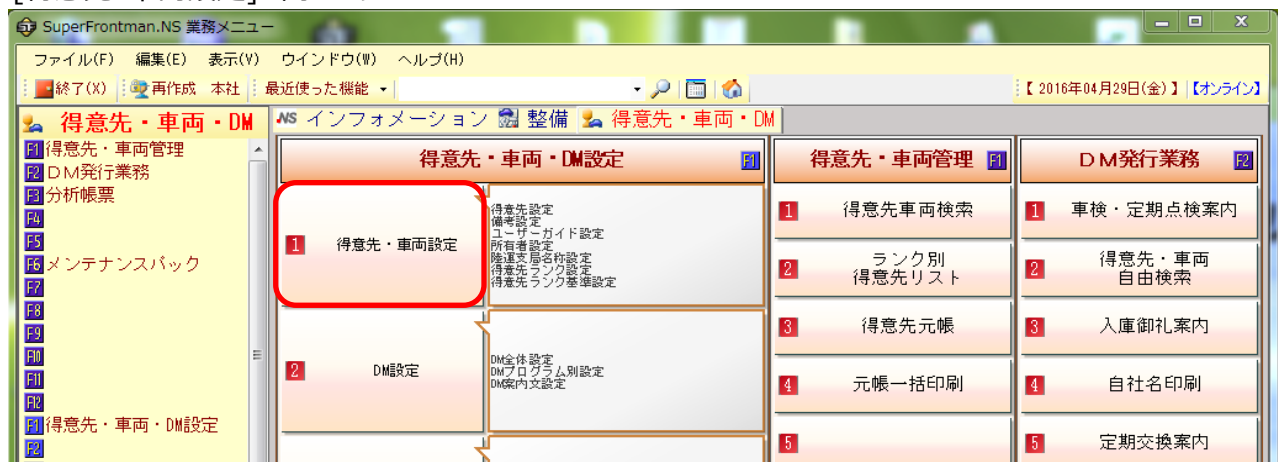 SuperFrontman.NS 業務メニュー
ファイル(F) 編集(E) 表示(V) ウインドウ(W) ヘルプ(H)
終了(X) 再作成 本社 最近使った機能 【 2016年04月29日(金) 】【オンライン】
得意先・車両・DM
NS インフォメーション 整備 得意先・車両・DM
F1 得意先・車両管理
F2 DM発行業務
F3 分析帳票
F4
F5
F6 メンテナンスパック
F7
F8
F9
F10
F11
F12
F1 得意先・車両・DM設定
F2
得意先・車両・DM設定 F1
1 得意先・車両設定
得意先設定
備考設定
ユーザーガイド設定
所有者設定
陸運支局名称設定
得意先ランク設定
得意先ランク基準設定
2 DM設定
DM全体設定
DMプログラム別設定
DM案内文設定
得意先・車両管理 F1
1 得意先車両検索
2 ランク別
得意先リスト
3 得意先元帳
4 元帳一括印刷
5
DM発行業務 F2
1 車検・定期点検案内
2 得意先・車両
自由検索
3 入庫御礼案内
4 自社名印刷
5 定期交換案内